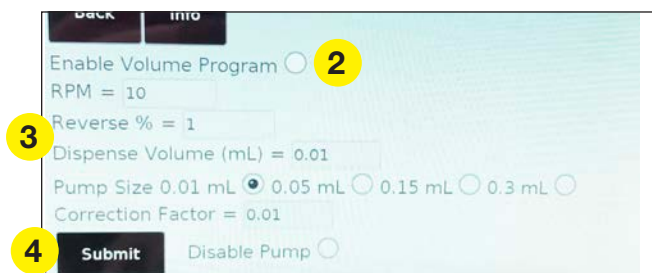 Back Info
Enable Volume Program 2
RPM = 10
3 Reverse % = 1
Dispense Volume (mL) = 0.01
Pump Size 0.01 mL 0.05 mL 0.15 mL 0.3 mL
Correction Factor = 0.01
4 Submit Disable Pump